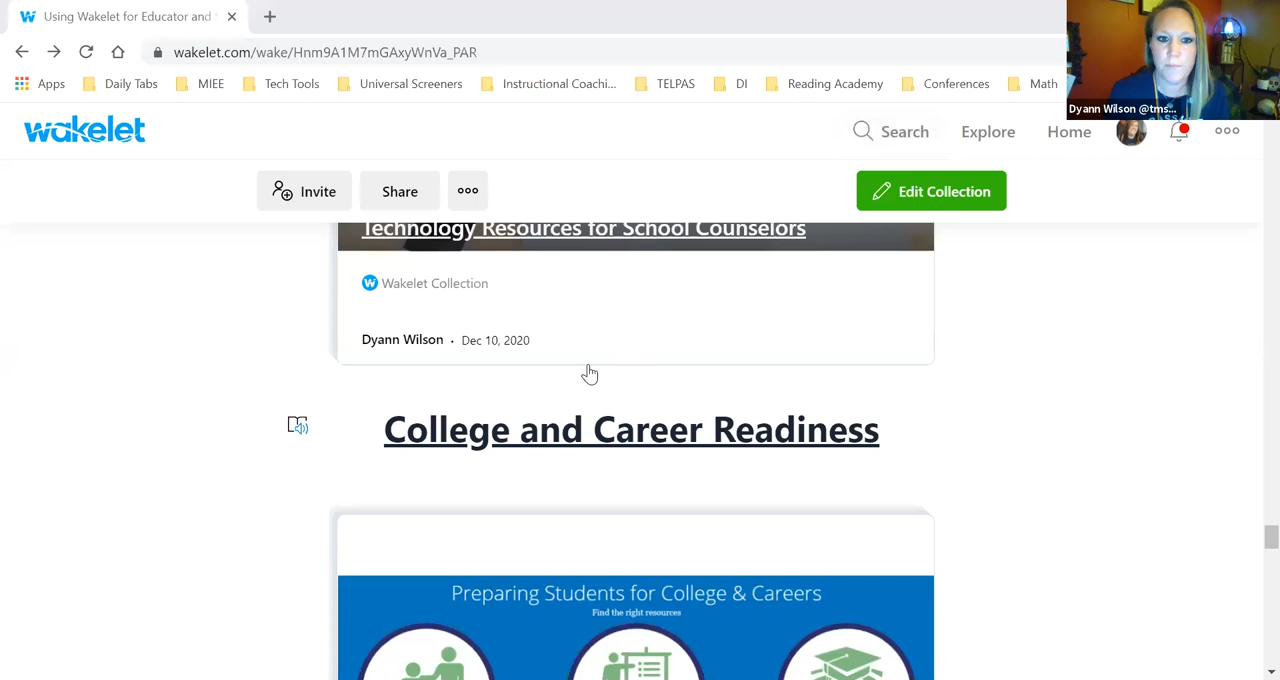 Using Wakelet for Educator and
wakelet.com/wake/Hnm9A1M7mGAxyWnVa_PAR
Apps Daily Tabs MIEE Tech Tools Universal Screeners Instructional Coachi... TELPAS DI Reading Academy Conferences Math
Dyann Wilson @tms...
wakelet Search Explore Home
Invite Share Edit Collection
Technology Resources for School Counselors
Wakelet Collection
Dyann Wilson · Dec 10, 2020
College and Career Readiness
Preparing Students for College & Careers
Find the right resources